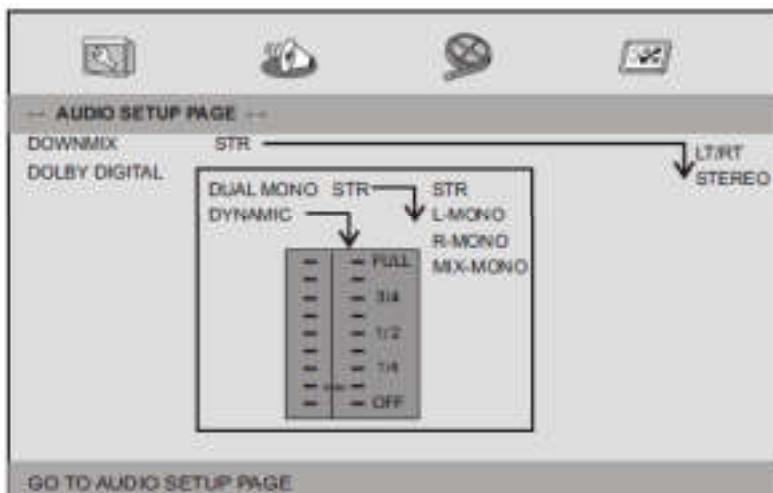 -- AUDIO SETUP PAGE --
DOWNMIX STR LT/RT
STEREO
DOLBY DIGITAL
DUAL MONO STR STR
DYNAMIC L-MONO
R-MONO
FULL MIX-MONO
3/4
1/2
1/4
OFF
GO TO AUDIO SETUP PAGE